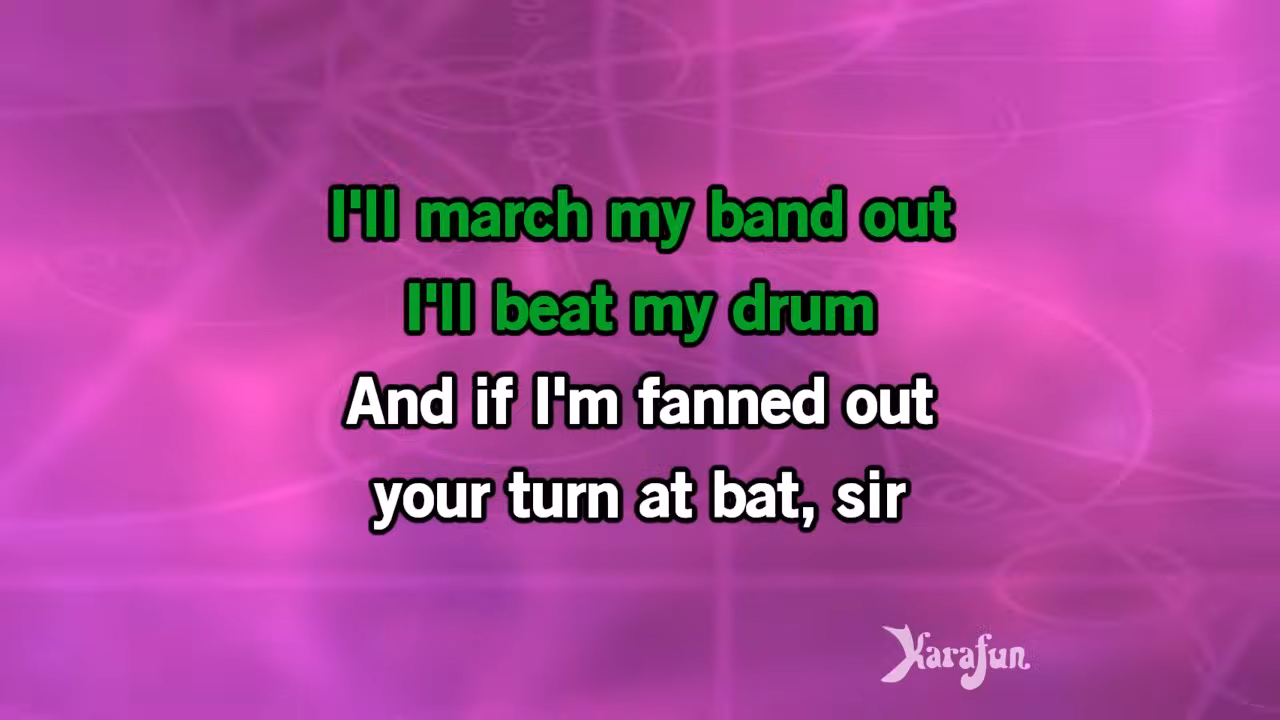 I'll march my band out
I'll beat my drum
And if I'm fanned out
your turn at bat, sir
Karafun